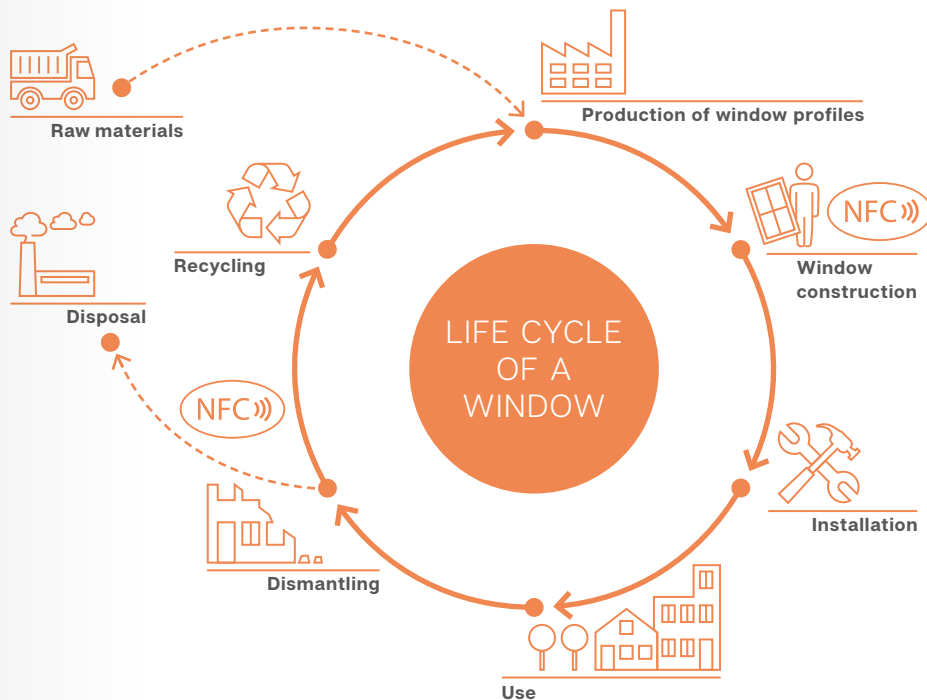 Raw materials
Production of window profiles
NFC
Window
construction
Recycling
Disposal
LIFE CYCLE
OF A
WINDOW
NFC
Installation
Dismantling
Use